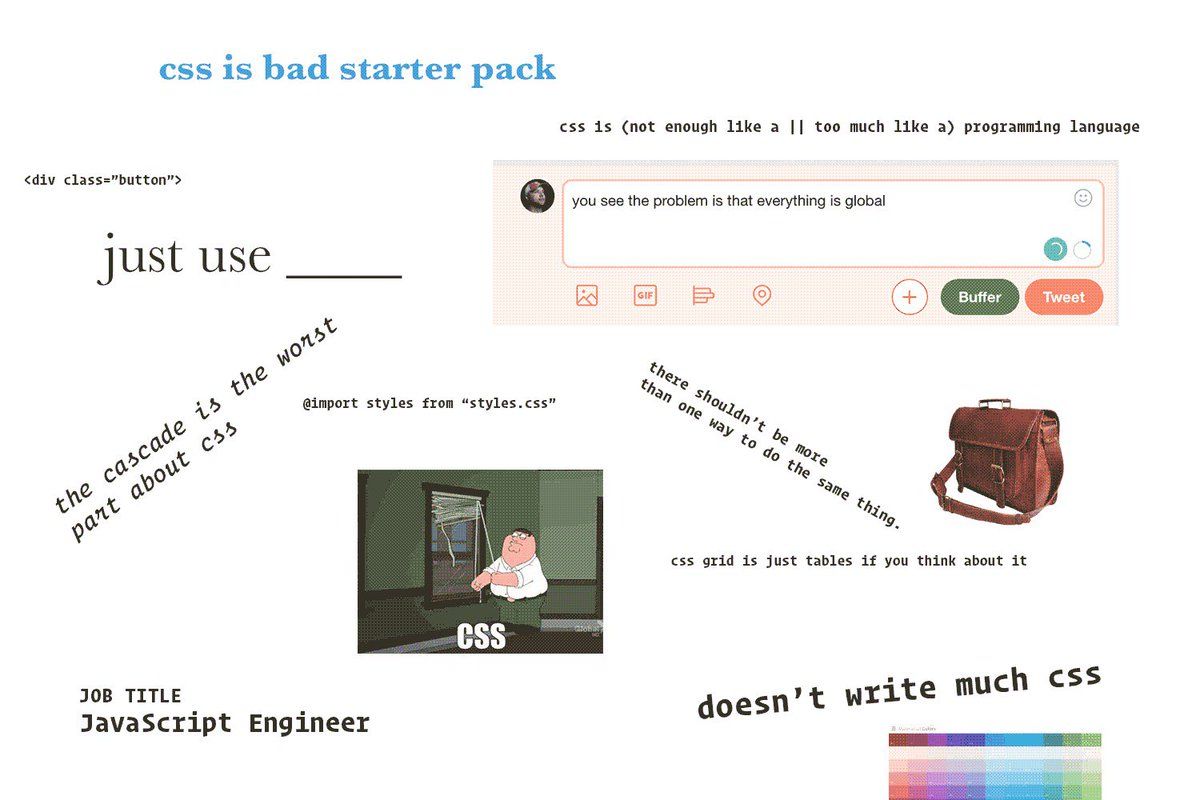 css is bad starter pack
css is (not enough like a || too much like a) programming language
<div class=”button”>
you see the problem is that everything is global
just use _____
GIF
Buffer
Tweet
the cascade is the worst
part about css
@import styles from “styles.css”
there shouldn’t be more
than one way to do the same thing.
css grid is just tables if you think about it
CSS
JOB TITLE
JavaScript Engineer
doesn’t write much css